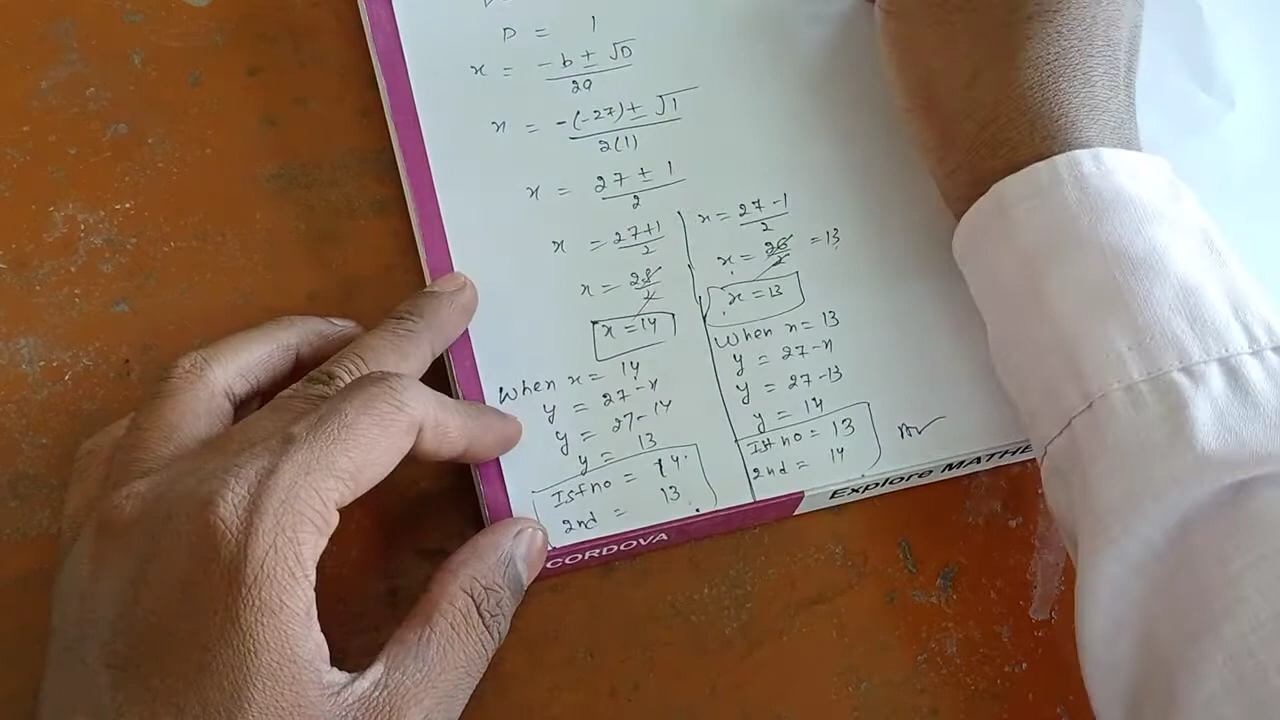 D = 1
x = -b ± √D / 2a
x = -(-27) ± √1 / 2(1)
x = 27 ± 1 / 2
x = 27+1 / 2
x = 28 / 2
x = 14
When x = 14
y = 27-x
y = 27-14
y = 13
Ist no = 14.
2nd = 13
x = 27-1 / 2
x = 26 / 2 = 13
x = 13
When x = 13
y = 27-x
y = 27-13
y = 14
Ist no = 13
2nd = 14
CORDOVA
Explore MATHE